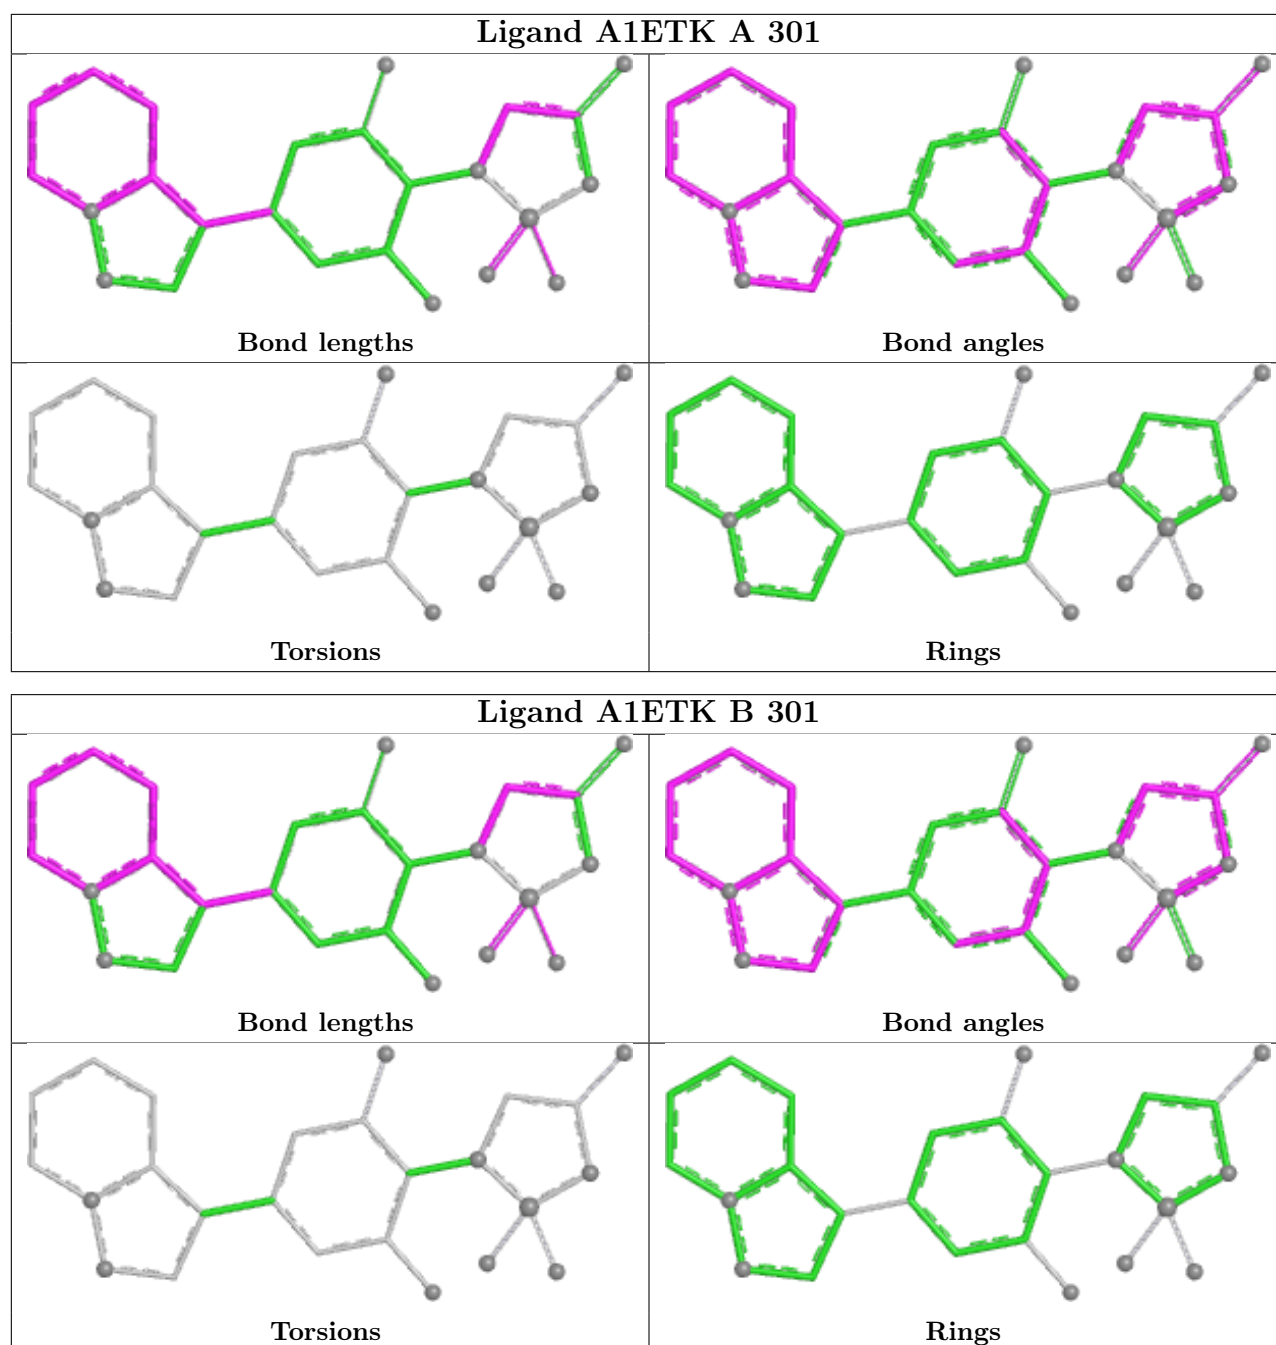 Ligand A1ETK A 301
Bond lengths
Bond angles
Torsions
Rings
Ligand A1ETK B 301
Bond lengths
Bond angles
Torsions
Rings